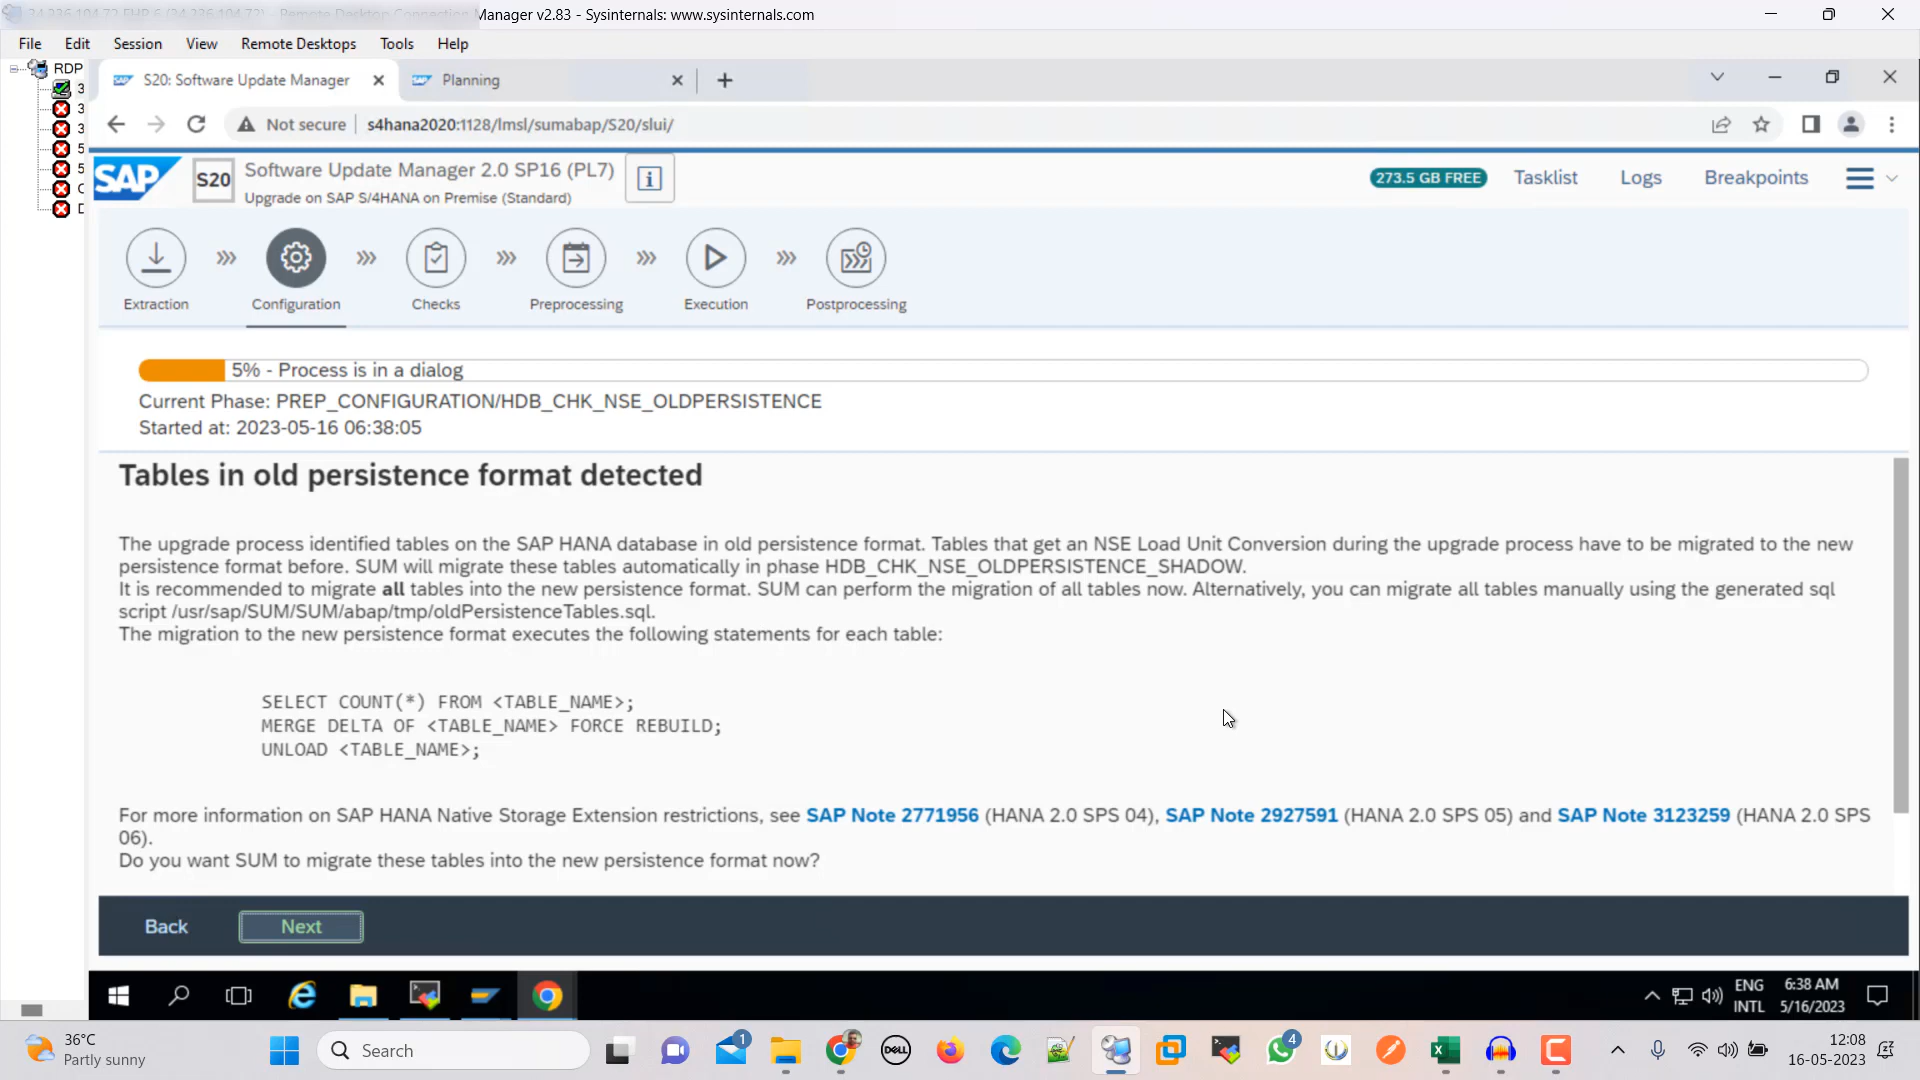 Manager v2.83 - Sysinternals: www.sysinternals.com
File Edit Session View Remote Desktops Tools Help
RDP
S20: Software Update Manager
Planning
3
3
3
5
5
Not secure
s4hana2020:1128/lmsl/sumabap/S20/slui/
SAP
S20
Software Update Manager 2.0 SP16 (PL7)
Upgrade on SAP S/4HANA on Premise (Standard)
273.5 GB FREE
Tasklist
Logs
Breakpoints
Extraction
Configuration
Checks
Preprocessing
Execution
Postprocessing
5% - Process is in a dialog
Current Phase: PREP_CONFIGURATION/HDB_CHK_NSE_OLDPERSISTENCE
Started at: 2023-05-16 06:38:05
Tables in old persistence format detected
The upgrade process identified tables on the SAP HANA database in old persistence format. Tables that get an NSE Load Unit Conversion during the upgrade process have to be migrated to the new
persistence format before. SUM will migrate these tables automatically in phase HDB_CHK_NSE_OLDPERSISTENCE_SHADOW.
It is recommended to migrate all tables into the new persistence format. SUM can perform the migration of all tables now. Alternatively, you can migrate all tables manually using the generated sql
script /usr/sap/SUM/SUM/abap/tmp/oldPersistenceTables.sql.
The migration to the new persistence format executes the following statements for each table:
SELECT COUNT(*) FROM <TABLE_NAME>;
MERGE DELTA OF <TABLE_NAME> FORCE REBUILD;
UNLOAD <TABLE_NAME>;
For more information on SAP HANA Native Storage Extension restrictions, see SAP Note 2771956 (HANA 2.0 SPS 04), SAP Note 2927591 (HANA 2.0 SPS 05) and SAP Note 3123259 (HANA 2.0 SPS
06).
Do you want SUM to migrate these tables into the new persistence format now?
Back
Next
ENG
INTL
6:38 AM
5/16/2023
36°C
Partly sunny
Search
1
DELL
4
12:08
16-05-2023